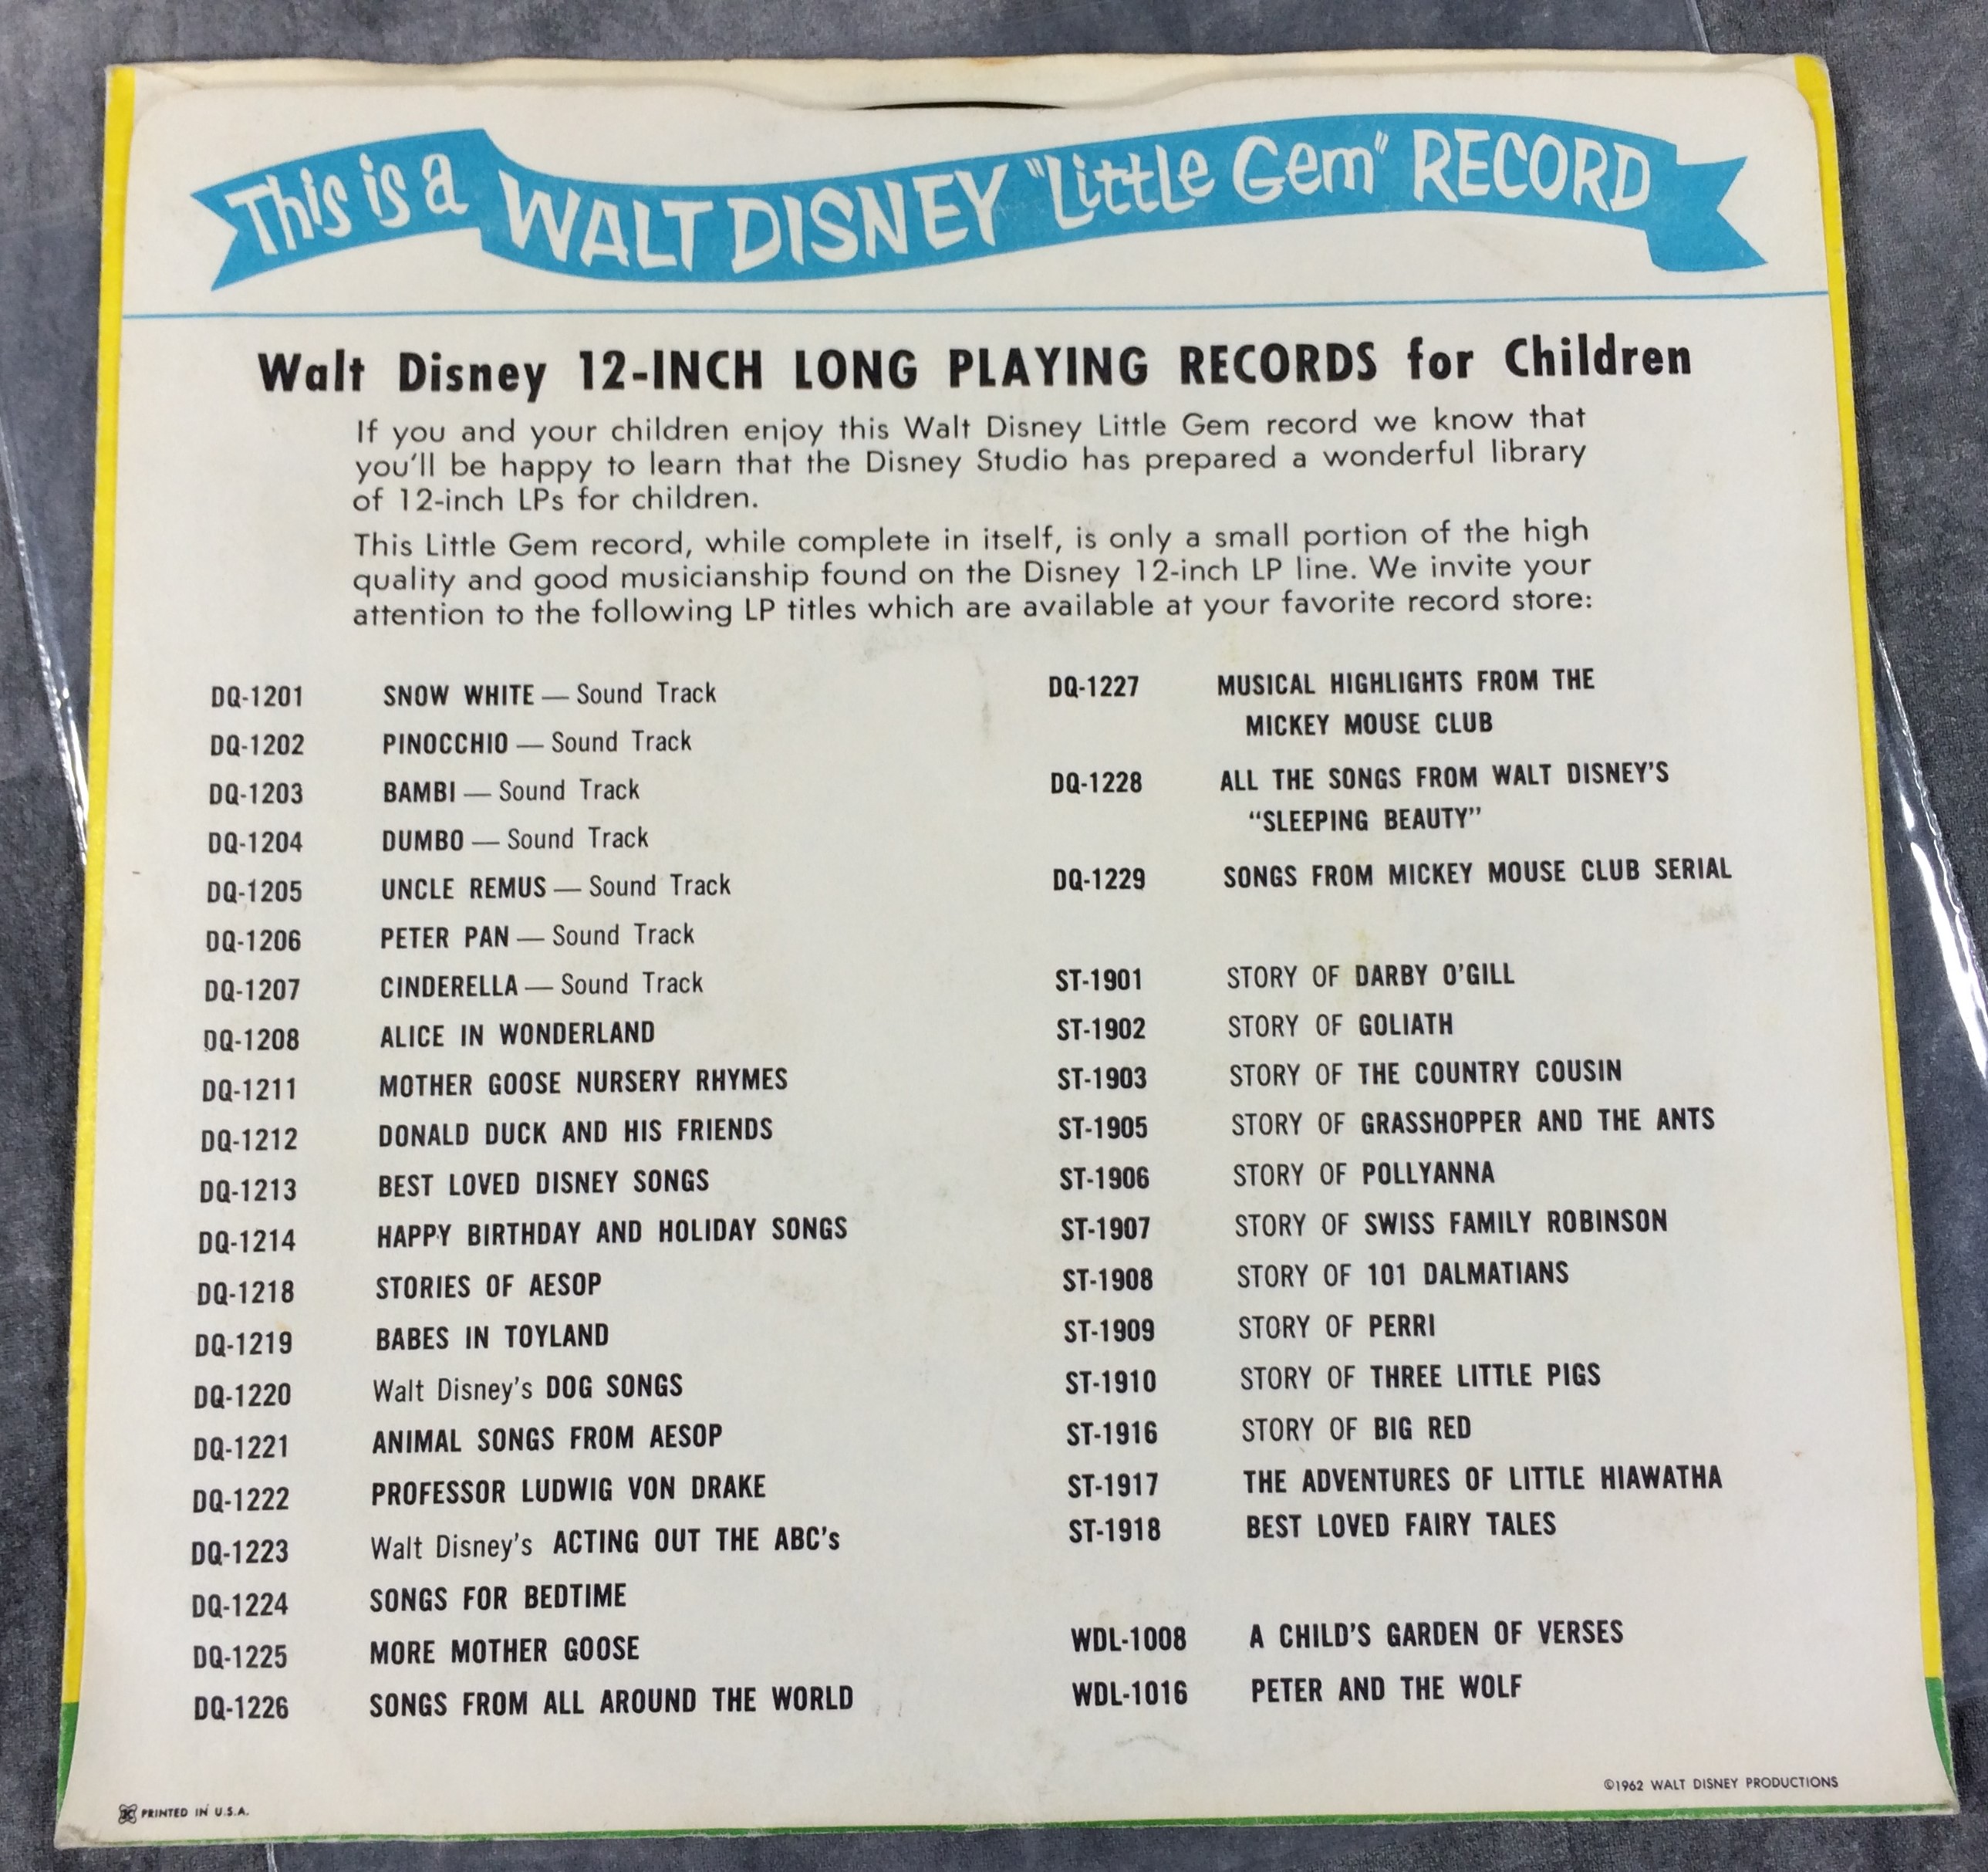 This is a WALT DISNEY "Little Gem" RECORD
Walt Disney 12-INCH LONG PLAYING RECORDS for Children
If you and your children enjoy this Walt Disney Little Gem record we know that
you'll be happy to learn that the Disney Studio has prepared a wonderful library
of 12-inch LPs for children.
This Little Gem record, while complete in itself, is only a small portion of the high
quality and good musicianship found on the Disney 12-inch LP line. We invite your
attention to the following LP titles which are available at your favorite record store:
DQ-1201 SNOW WHITE — Sound Track
DQ-1202 PINOCCHIO — Sound Track
DQ-1203 BAMBI — Sound Track
DQ-1204 DUMBO — Sound Track
DQ-1205 UNCLE REMUS — Sound Track
DQ-1206 PETER PAN — Sound Track
DQ-1207 CINDERELLA — Sound Track
DQ-1208 ALICE IN WONDERLAND
DQ-1211 MOTHER GOOSE NURSERY RHYMES
DQ-1212 DONALD DUCK AND HIS FRIENDS
DQ-1213 BEST LOVED DISNEY SONGS
DQ-1214 HAPPY BIRTHDAY AND HOLIDAY SONGS
DQ-1218 STORIES OF AESOP
DQ-1219 BABES IN TOYLAND
DQ-1220 Walt Disney's DOG SONGS
DQ-1221 ANIMAL SONGS FROM AESOP
DQ-1222 PROFESSOR LUDWIG VON DRAKE
DQ-1223 Walt Disney's ACTING OUT THE ABC's
DQ-1224 SONGS FOR BEDTIME
DQ-1225 MORE MOTHER GOOSE
DQ-1226 SONGS FROM ALL AROUND THE WORLD
DQ-1227 MUSICAL HIGHLIGHTS FROM THE
MICKEY MOUSE CLUB
DQ-1228 ALL THE SONGS FROM WALT DISNEY'S
"SLEEPING BEAUTY"
DQ-1229 SONGS FROM MICKEY MOUSE CLUB SERIAL
ST-1901 STORY OF DARBY O'GILL
ST-1902 STORY OF GOLIATH
ST-1903 STORY OF THE COUNTRY COUSIN
ST-1905 STORY OF GRASSHOPPER AND THE ANTS
ST-1906 STORY OF POLLYANNA
ST-1907 STORY OF SWISS FAMILY ROBINSON
ST-1908 STORY OF 101 DALMATIANS
ST-1909 STORY OF PERRI
ST-1910 STORY OF THREE LITTLE PIGS
ST-1916 STORY OF BIG RED
ST-1917 THE ADVENTURES OF LITTLE HIAWATHA
ST-1918 BEST LOVED FAIRY TALES
WDL-1008 A CHILD'S GARDEN OF VERSES
WDL-1016 PETER AND THE WOLF
©1962 WALT DISNEY PRODUCTIONS
PRINTED IN U.S.A.